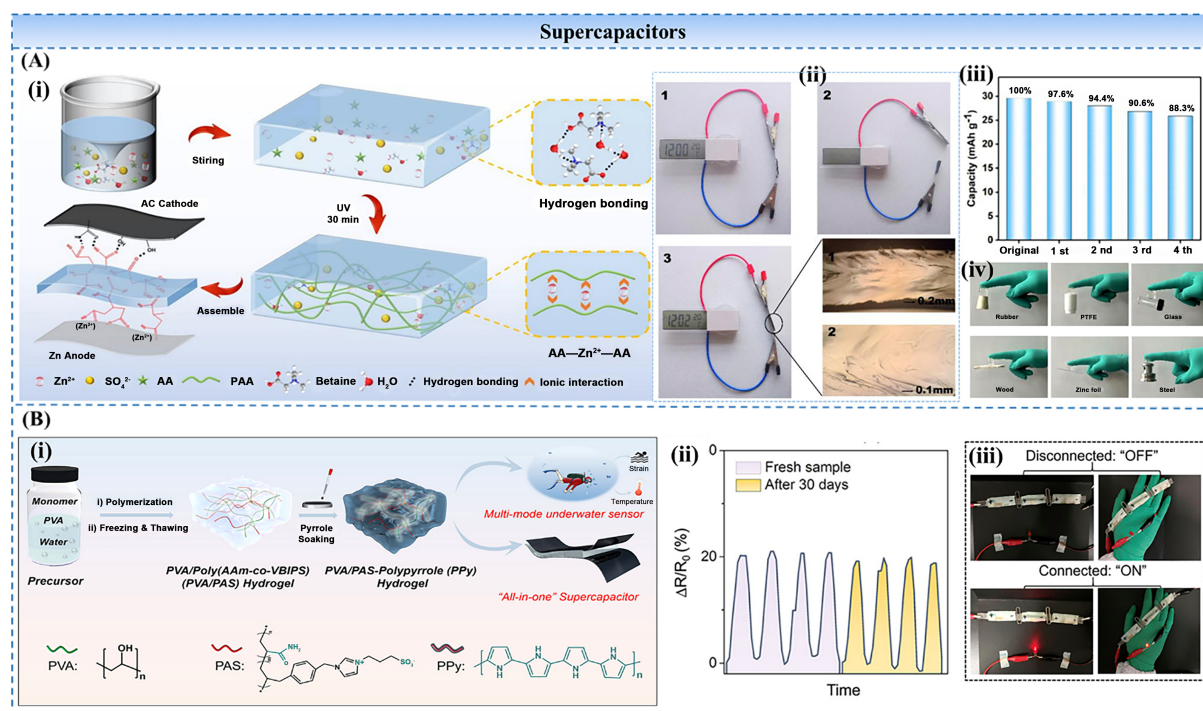 Supercapacitors
(A)
(i)
Stiring
Hydrogen bonding
UV
30 min
AC Cathode
OH
(Zn²⁺)
(Zn²⁺)
Zn Anode
Assemble
AA—Zn²⁺—AA
Zn²⁺ SO₄²⁻ AA PAA Betaine H₂O Hydrogen bonding Ionic interaction
(ii)
1
1200
2
3
1202
1
0.2mm
2
0.1mm
(iii)
Capacity (mAh g⁻¹)
30
25
20
15
10
5
0
100% 97.6% 94.4% 90.6% 88.3%
Original 1 st 2 nd 3 rd 4 th
(iv)
Rubber PTFE Glass
Wood Zinc foil Steel
(B)
(i)
Monomer
PVA
Water
Precursor
i) Polymerization
ii) Freezing & Thawing
PVA/Poly(AAm-co-VBIPS)
(PVA/PAS) Hydrogel
Pyrrole
Soaking
PVA/PAS-Polypyrrole (PPy)
Hydrogel
Strain
Temperature
Multi-mode underwater sensor
"All-in-one" Supercapacitor
PVA:
OH
n
PAS:
NH₂
O
N
N⁺
SO₃⁻
PPy:
H
N
N
H
H
N
N
H
n
(ii)
ΔR/R₀ (%)
0
20
0
Fresh sample
After 30 days
Time
(iii)
Disconnected: "OFF"
Connected: "ON"